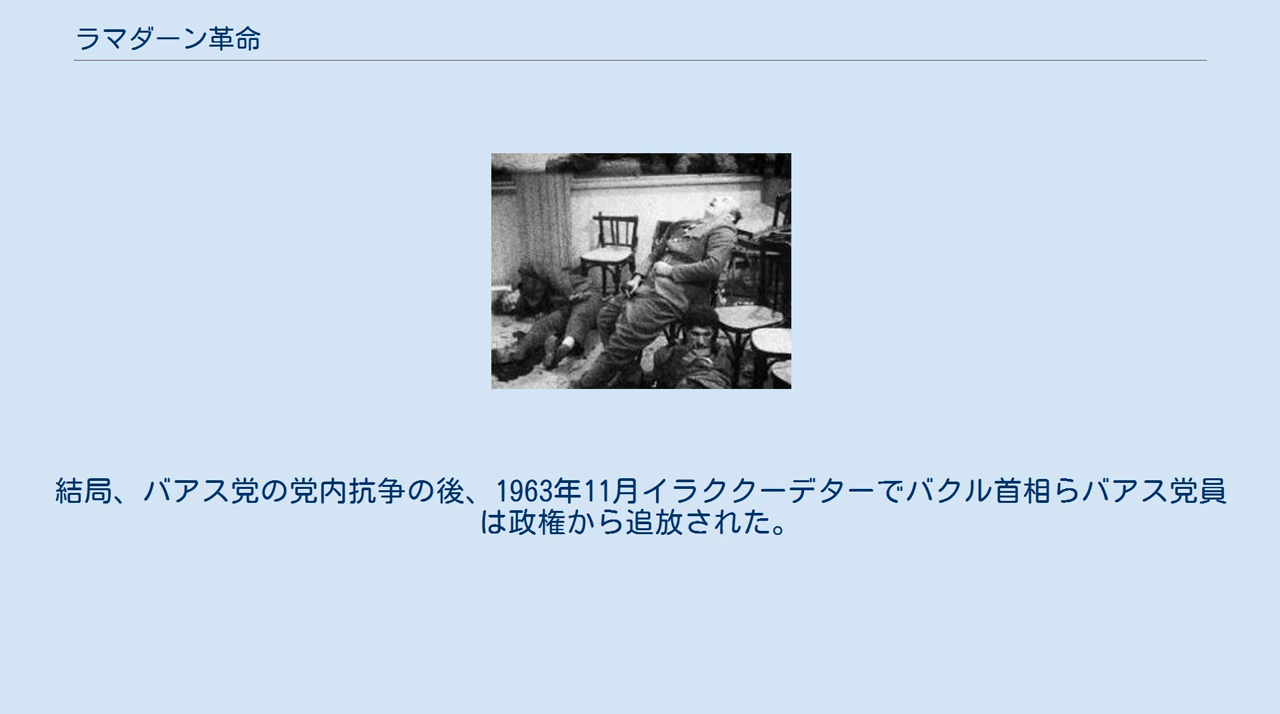 ラマダーン革命
結局、バアス党の党内抗争の後、1963年11月イラククーデターでバクル首相らバアス党員
は政権から追放された。